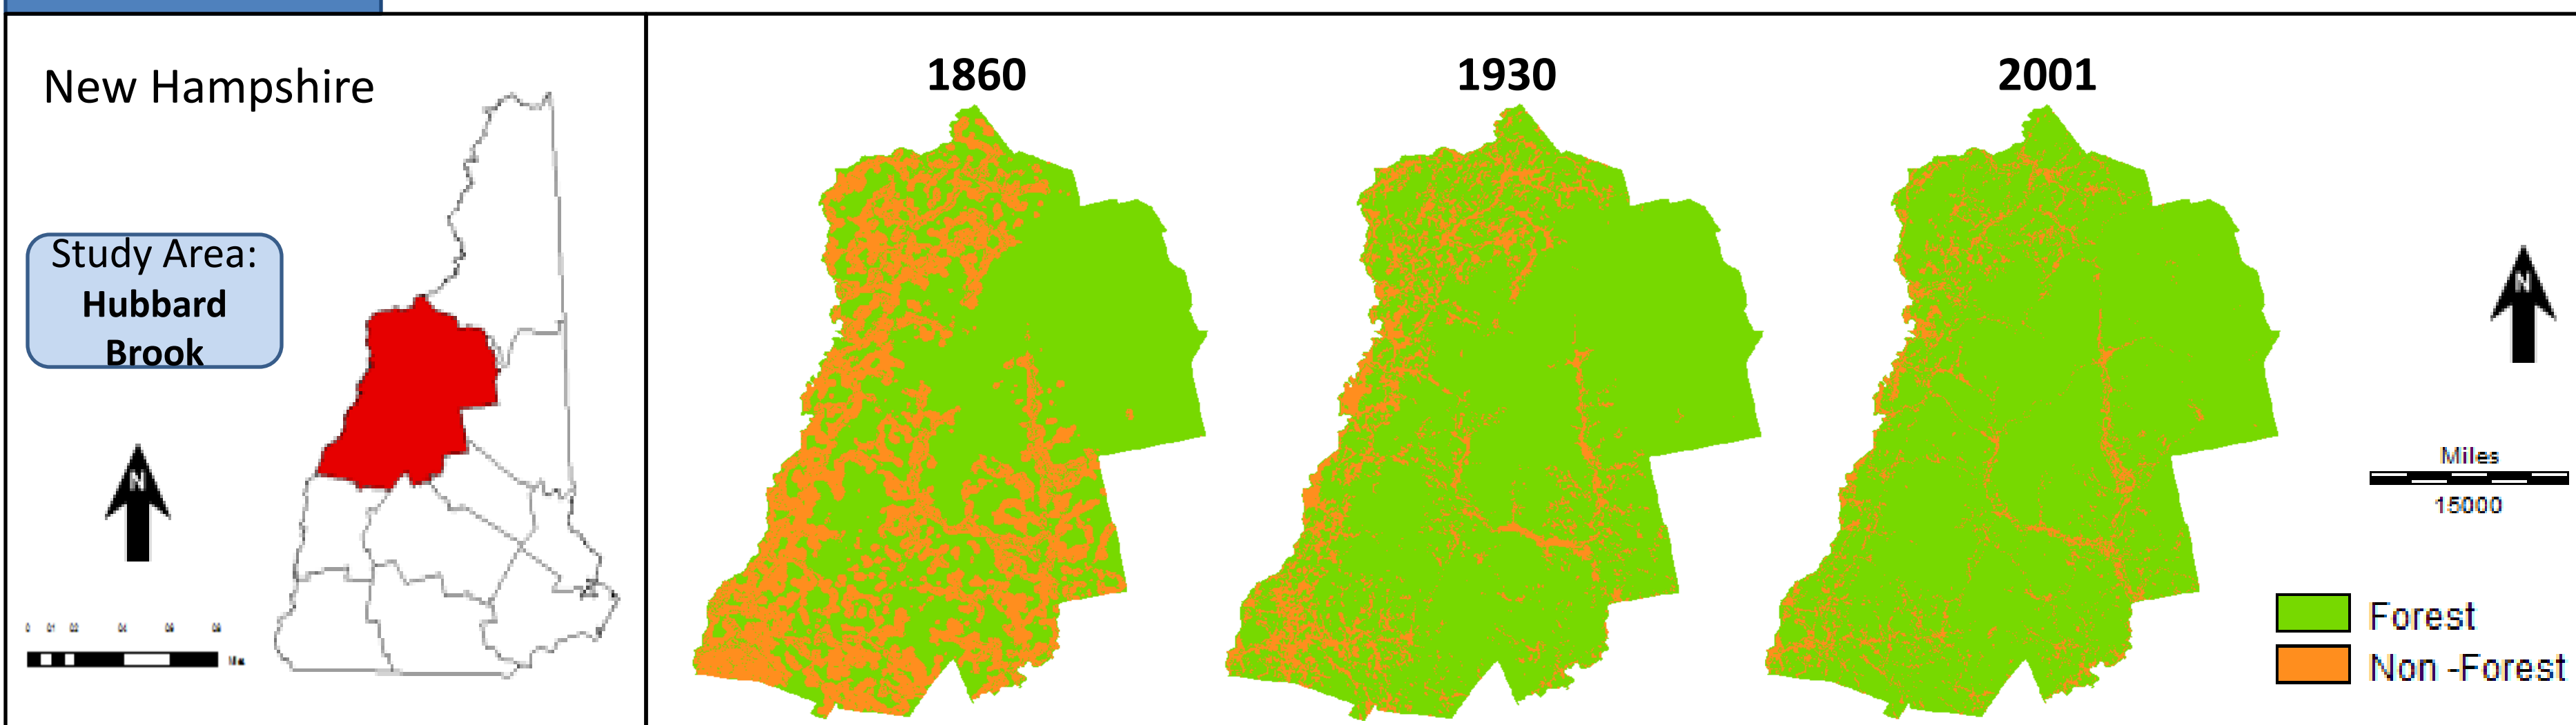 New Hampshire
Study Area:
Hubbard
Brook
N
1860
1930
2001
N
Miles
15000
Forest
Non -Forest